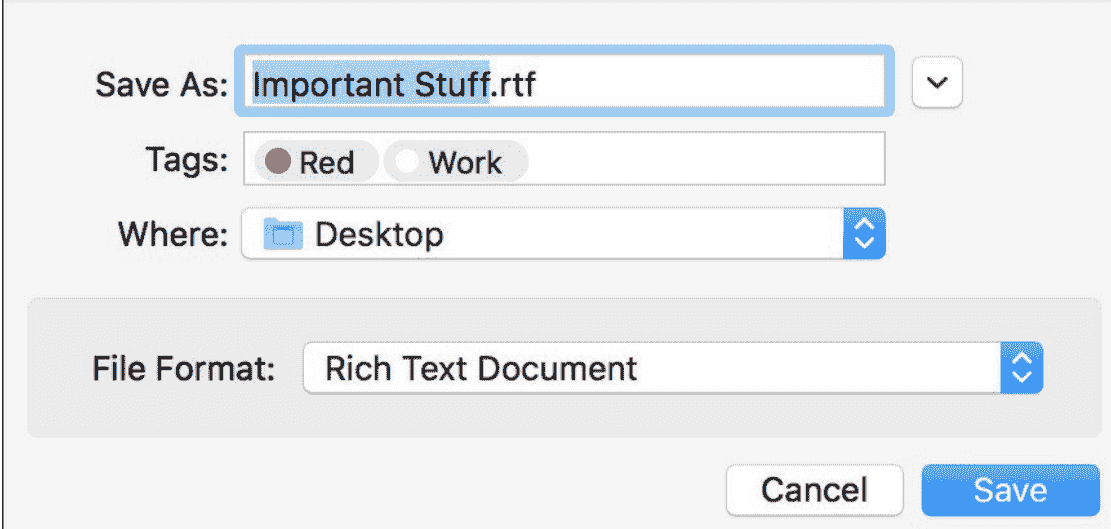 Save As: Important Stuff.rtf
Tags: Red Work
Where: Desktop
File Format: Rich Text Document
Cancel Save